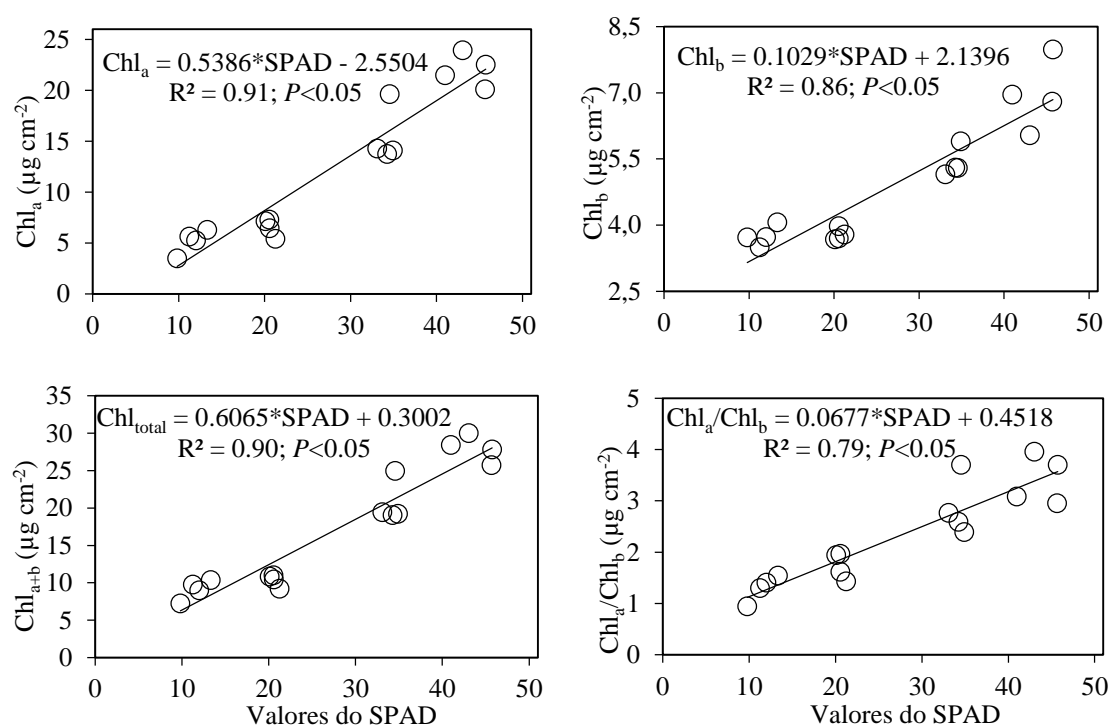 25
20
15
10
5
0
Chl_a (µg cm⁻²)
Chl_a = 0.5386*SPAD - 2.5504
R² = 0.91; P<0.05
0 10 20 30 40 50
8,5
7,0
5,5
4,0
2,5
Chl_b (µg cm⁻²)
Chl_b = 0.1029*SPAD + 2.1396
R² = 0.86; P<0.05
0 10 20 30 40 50
35
30
25
20
15
10
5
0
Chl_a+b (µg cm⁻²)
Chl_total = 0.6065*SPAD + 0.3002
R² = 0.90; P<0.05
0 10 20 30 40 50
Valores do SPAD
5
4
3
2
1
0
Chl_a/Chl_b (µg cm⁻²)
Chl_a/Chl_b = 0.0677*SPAD + 0.4518
R² = 0.79; P<0.05
0 10 20 30 40 50
Valores do SPAD